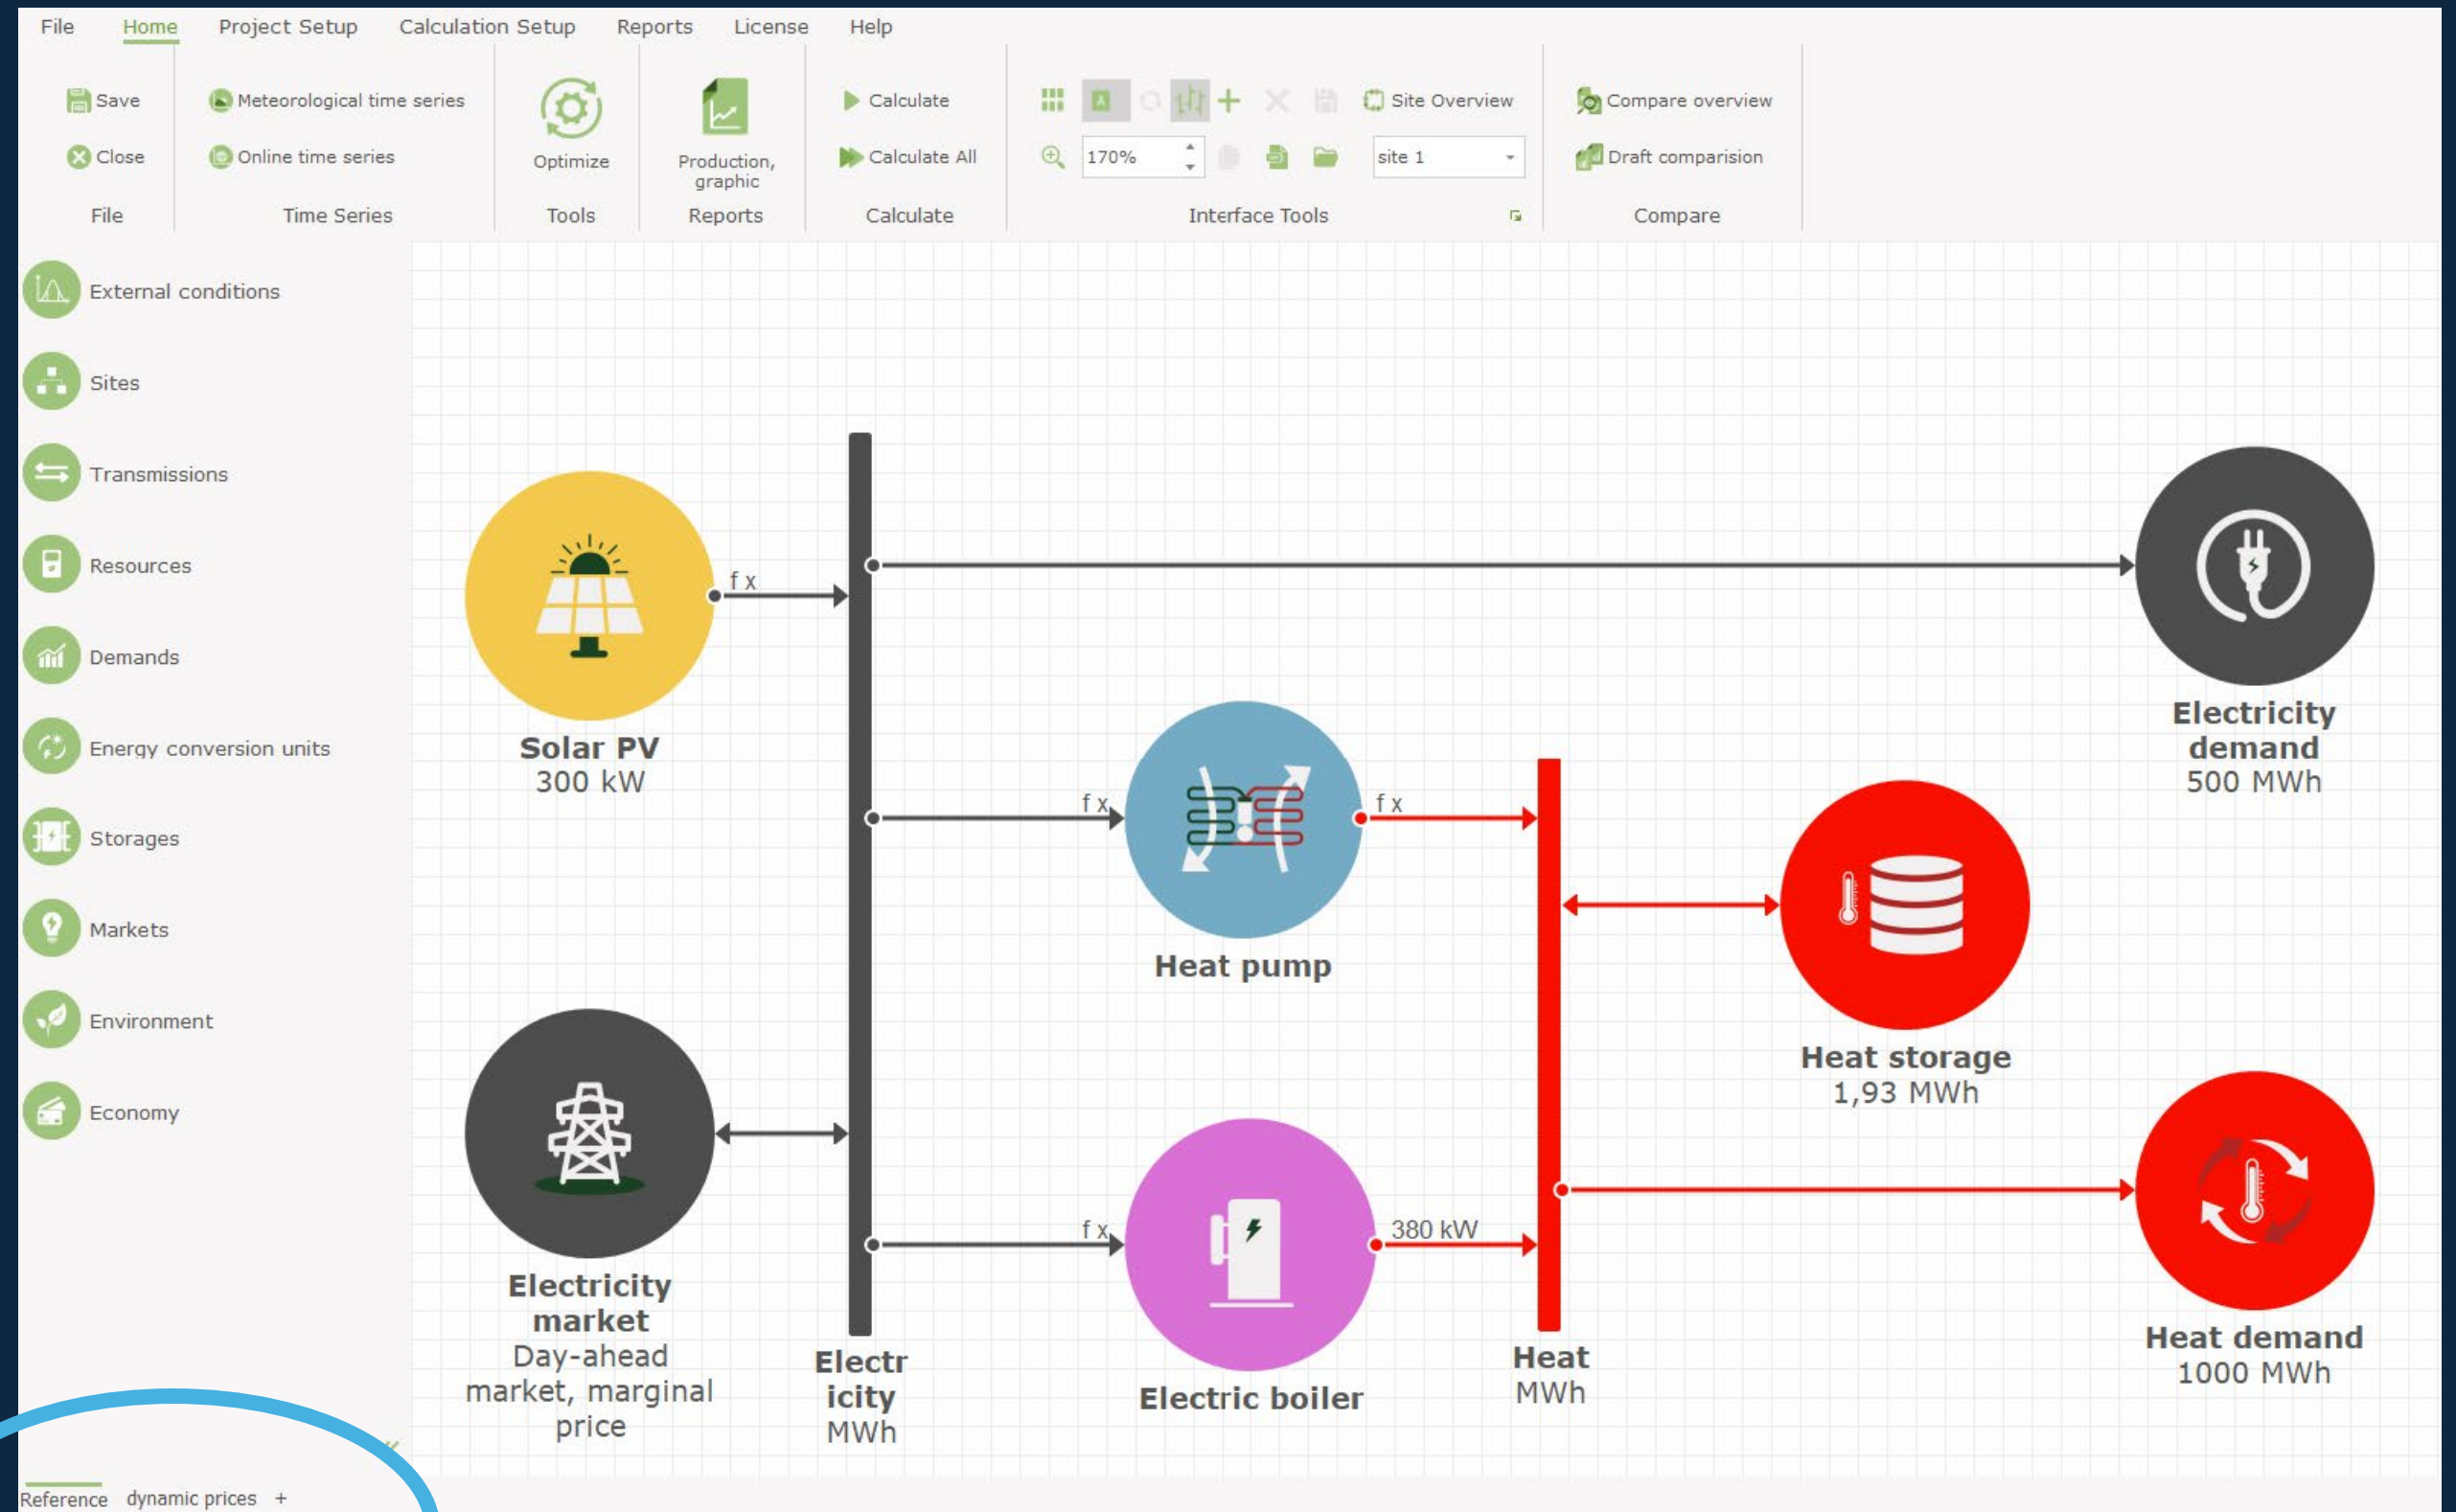 File Home Project Setup Calculation Setup Reports License Help
Save Meteorological time series Calculate A Site Overview Compare overview
Close Online time series Optimize Production, Calculate All 170% site 1 Draft comparision
graphic
File Time Series Tools Reports Calculate Interface Tools Compare
External conditions
Sites
Transmissions
Resources
Demands
Energy conversion units
Storages
Markets
Environment
Economy
f x
Solar PV
300 kW
Electricity
demand
500 MWh
f x
f x
Heat pump
Heat storage
1,93 MWh
f x
380 kW
Electricity
market
Day-ahead
market, marginal
price
Electr
icity
MWh
Electric boiler
Heat
MWh
Heat demand
1000 MWh
Reference dynamic prices +